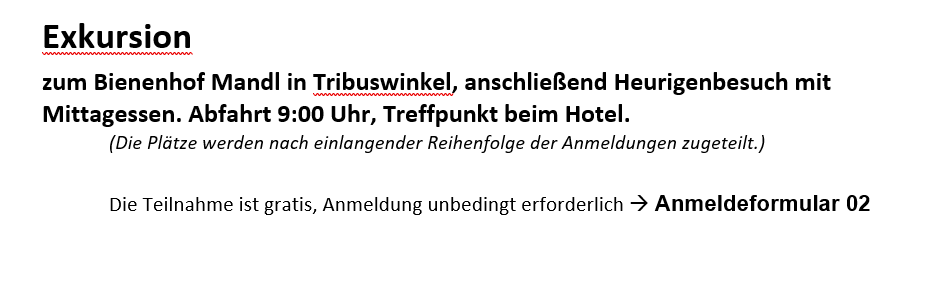 Exkursion
zum Bienenhof Mandl in Tribuswinkel, anschließend Heurigenbesuch mit
Mittagessen. Abfahrt 9:00 Uhr, Treffpunkt beim Hotel.
(Die Plätze werden nach einlangender Reihenfolge der Anmeldungen zugeteilt.)
Die Teilnahme ist gratis, Anmeldung unbedingt erforderlich → Anmeldeformular 02